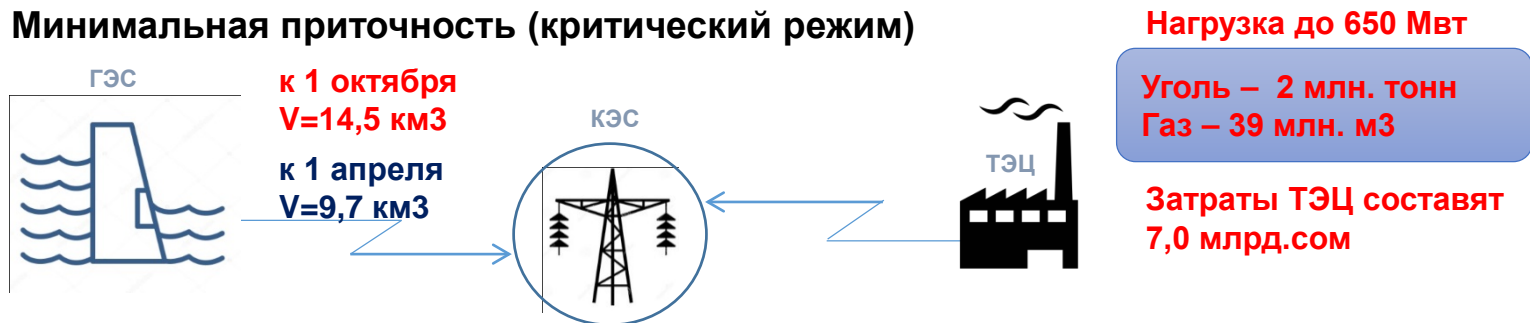 Минимальная приточность (критический режим)
Нагрузка до 650 Мвт
ГЭС
к 1 октября
V=14,5 км3
к 1 апреля
V=9,7 км3
КЭС
ТЭЦ
Уголь – 2 млн. тонн
Газ – 39 млн. м3
Затраты ТЭЦ составят
7,0 млрд.сом